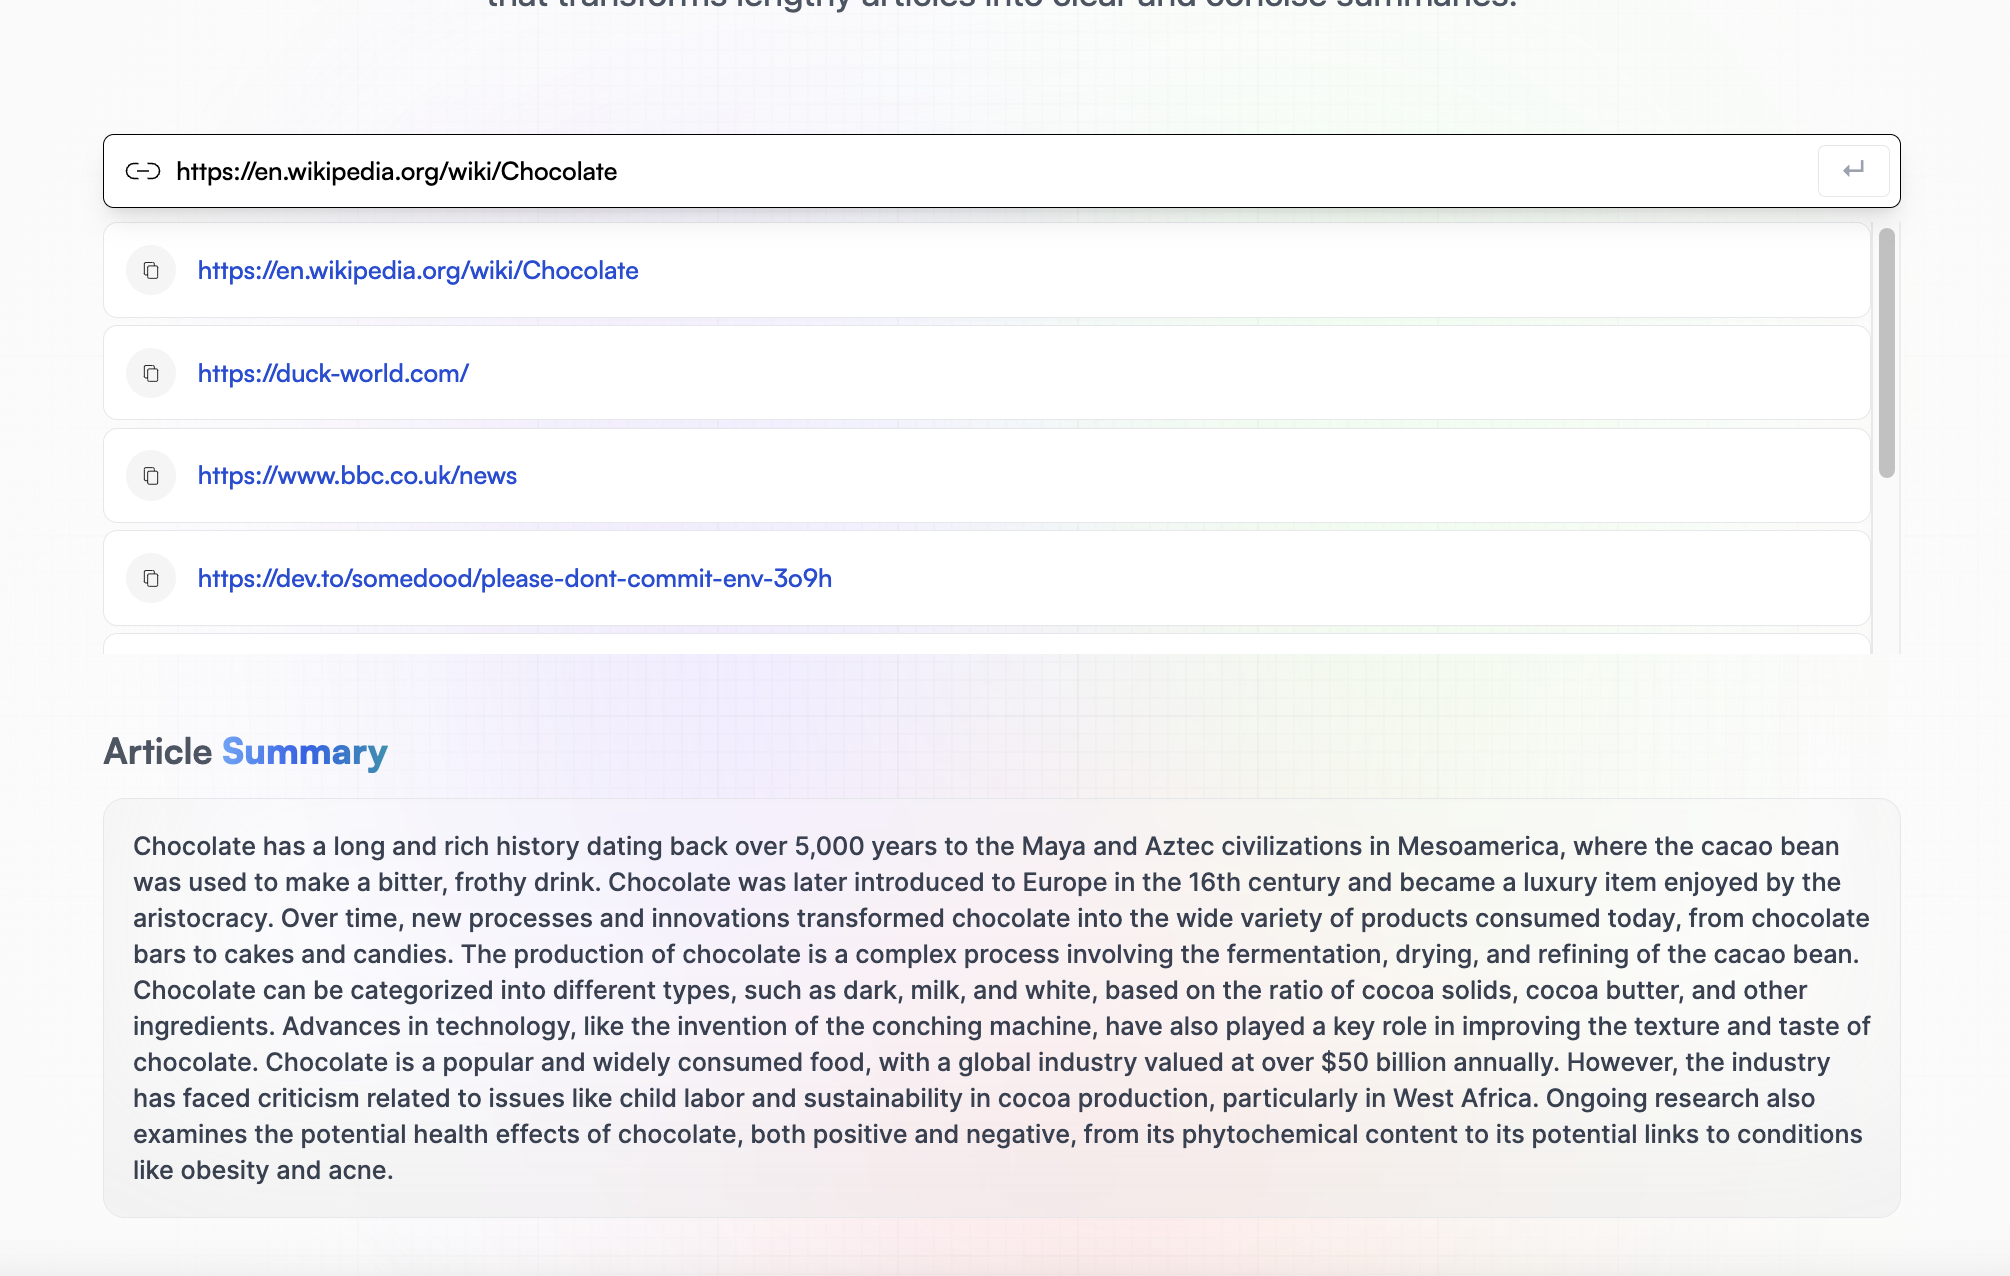 that transforms lengthy articles into clear and concise summaries.
https://en.wikipedia.org/wiki/Chocolate
https://en.wikipedia.org/wiki/Chocolate
https://duck-world.com/
https://www.bbc.co.uk/news
https://dev.to/somedood/please-dont-commit-env-3o9h
Article Summary
Chocolate has a long and rich history dating back over 5,000 years to the Maya and Aztec civilizations in Mesoamerica, where the cacao bean
was used to make a bitter, frothy drink. Chocolate was later introduced to Europe in the 16th century and became a luxury item enjoyed by the
aristocracy. Over time, new processes and innovations transformed chocolate into the wide variety of products consumed today, from chocolate
bars to cakes and candies. The production of chocolate is a complex process involving the fermentation, drying, and refining of the cacao bean.
Chocolate can be categorized into different types, such as dark, milk, and white, based on the ratio of cocoa solids, cocoa butter, and other
ingredients. Advances in technology, like the invention of the conching machine, have also played a key role in improving the texture and taste of
chocolate. Chocolate is a popular and widely consumed food, with a global industry valued at over $50 billion annually. However, the industry
has faced criticism related to issues like child labor and sustainability in cocoa production, particularly in West Africa. Ongoing research also
examines the potential health effects of chocolate, both positive and negative, from its phytochemical content to its potential links to conditions
like obesity and acne.